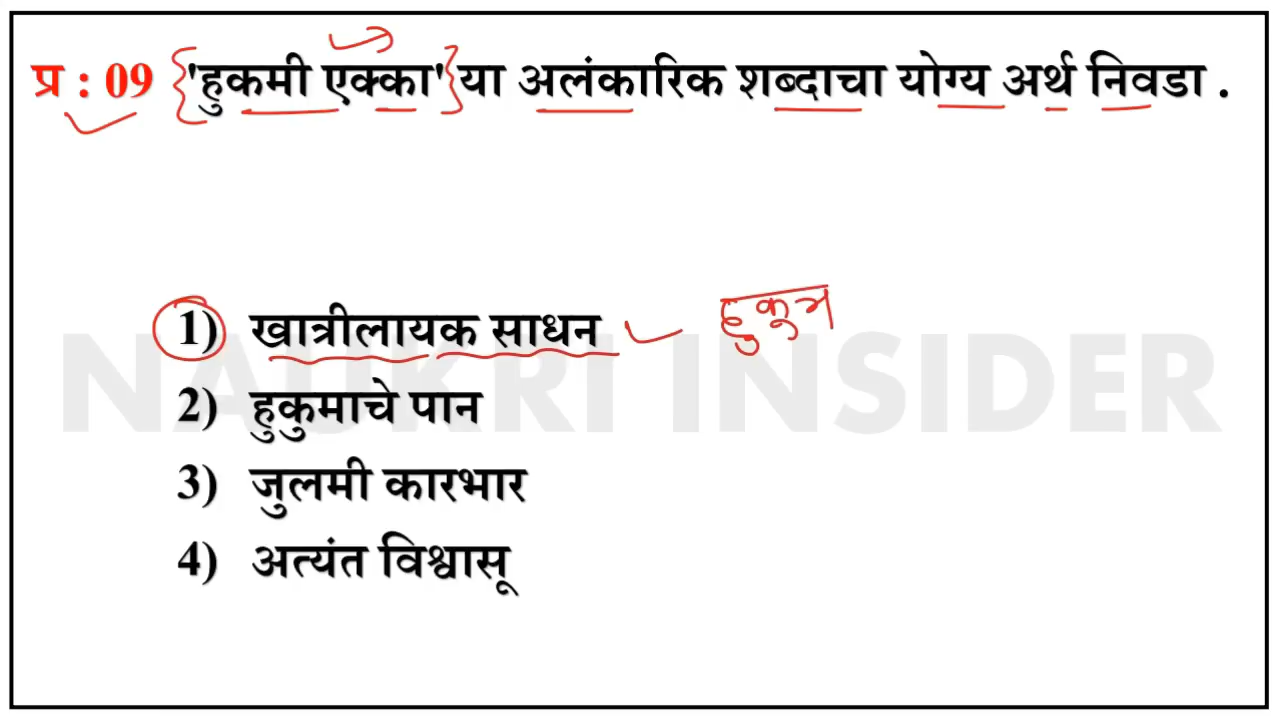 प्र : 09 'हुकमी एक्का' या अलंकारिक शब्दाचा योग्य अर्थ निवडा .
1) खात्रीलायक साधन हुकूम
2) हुकुमाचे पान
3) जुलमी कारभार
4) अत्यंत विश्वासू
NAUKRI INSIDER